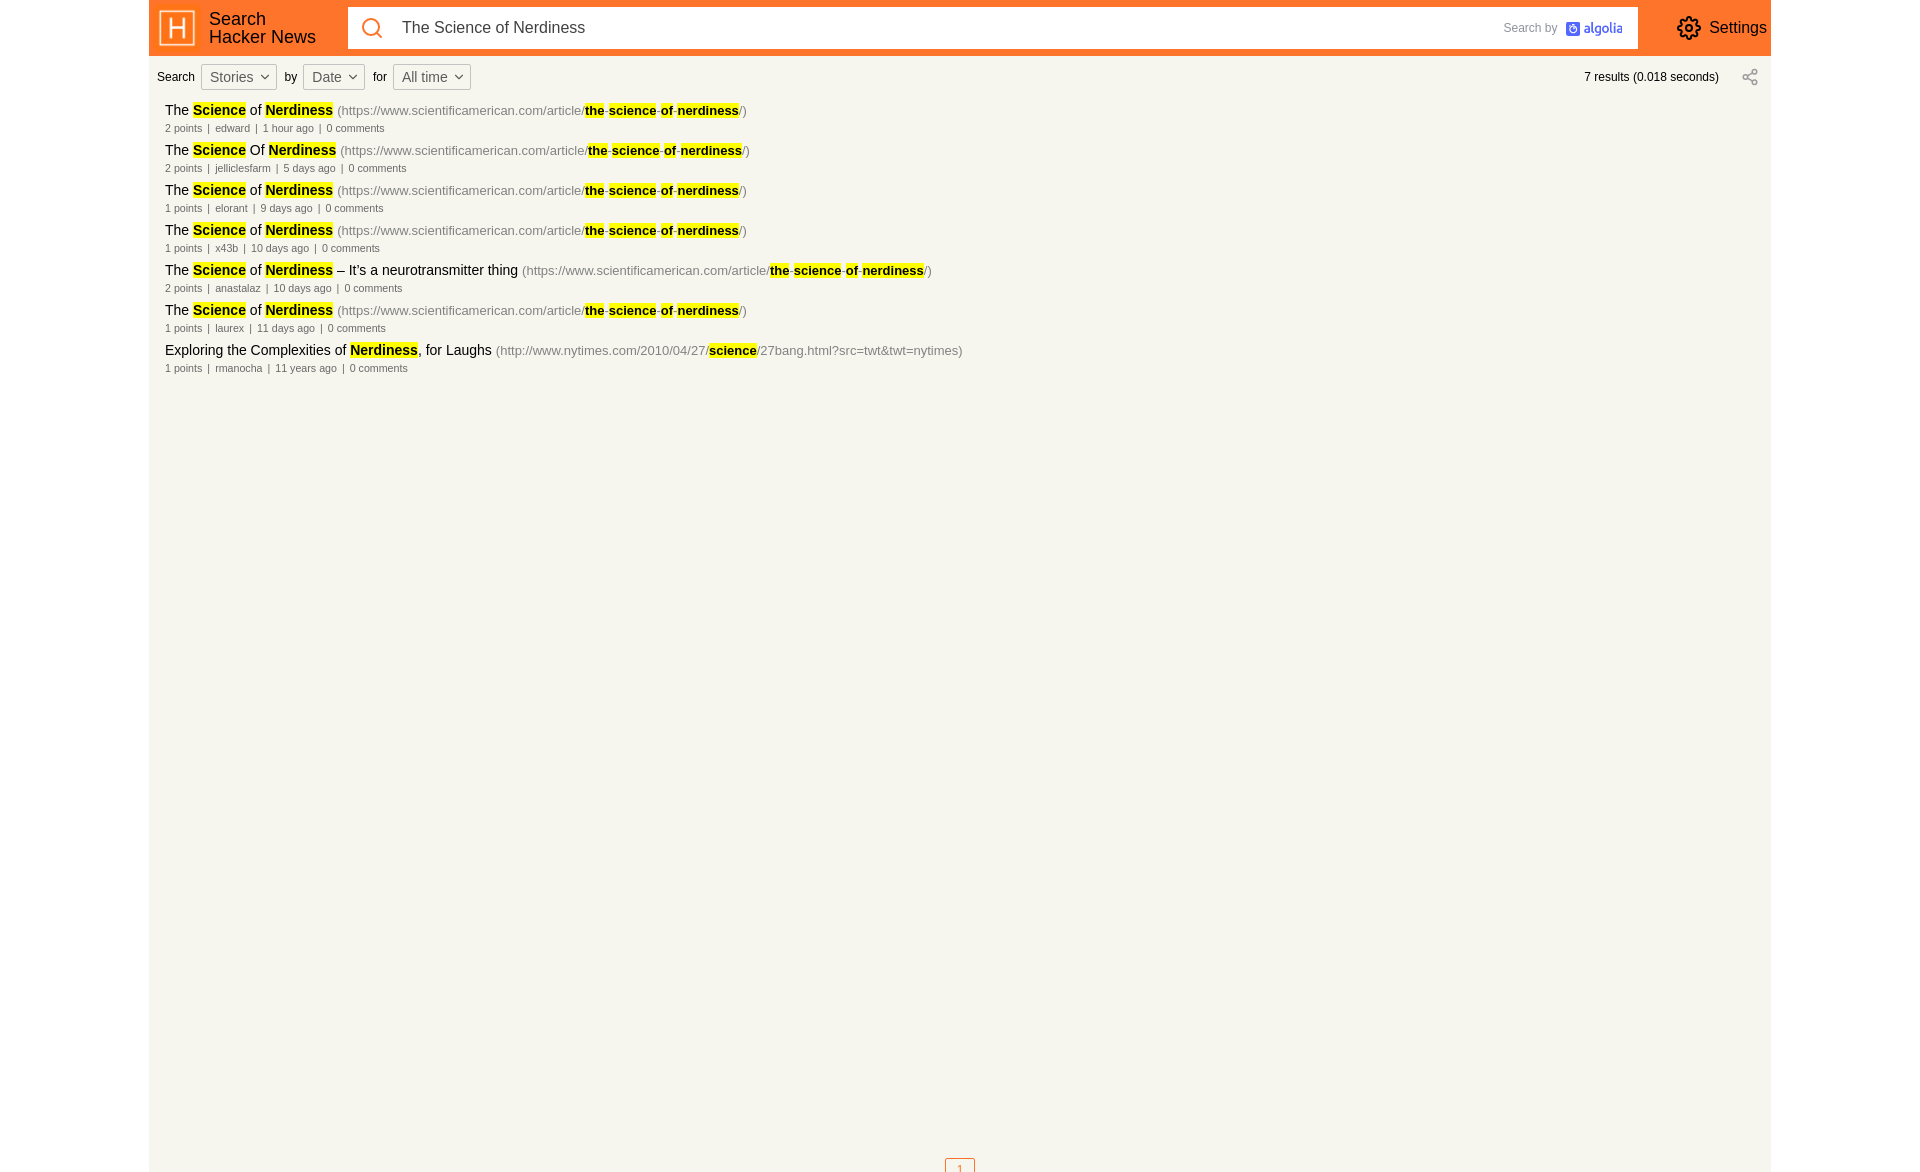 Search
Hacker News
The Science of Nerdiness
Search by algolia
Settings
Search Stories by Date for All time
7 results (0.018 seconds)
The Science of Nerdiness (https://www.scientificamerican.com/article/the-science-of-nerdiness/)
2 points | edward | 1 hour ago | 0 comments
The Science Of Nerdiness (https://www.scientificamerican.com/article/the-science-of-nerdiness/)
2 points | jelliclesfarm | 5 days ago | 0 comments
The Science of Nerdiness (https://www.scientificamerican.com/article/the-science-of-nerdiness/)
1 points | elorant | 9 days ago | 0 comments
The Science of Nerdiness (https://www.scientificamerican.com/article/the-science-of-nerdiness/)
1 points | x43b | 10 days ago | 0 comments
The Science of Nerdiness – It’s a neurotransmitter thing (https://www.scientificamerican.com/article/the-science-of-nerdiness/)
2 points | anastalaz | 10 days ago | 0 comments
The Science of Nerdiness (https://www.scientificamerican.com/article/the-science-of-nerdiness/)
1 points | laurex | 11 days ago | 0 comments
Exploring the Complexities of Nerdiness, for Laughs (http://www.nytimes.com/2010/04/27/science/27bang.html?src=twt&twt=nytimes)
1 points | rmanocha | 11 years ago | 0 comments
1